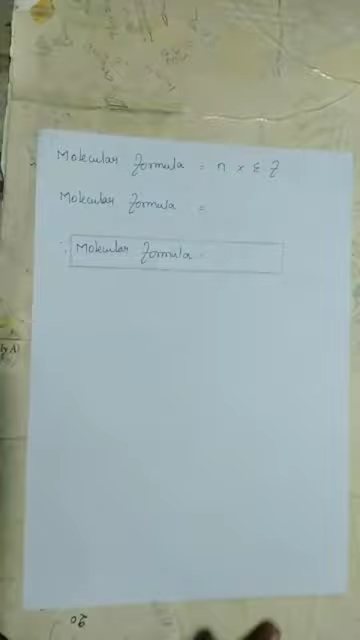 Molecular formula = n × E f
Molecular formula =
∴ Molecular formula